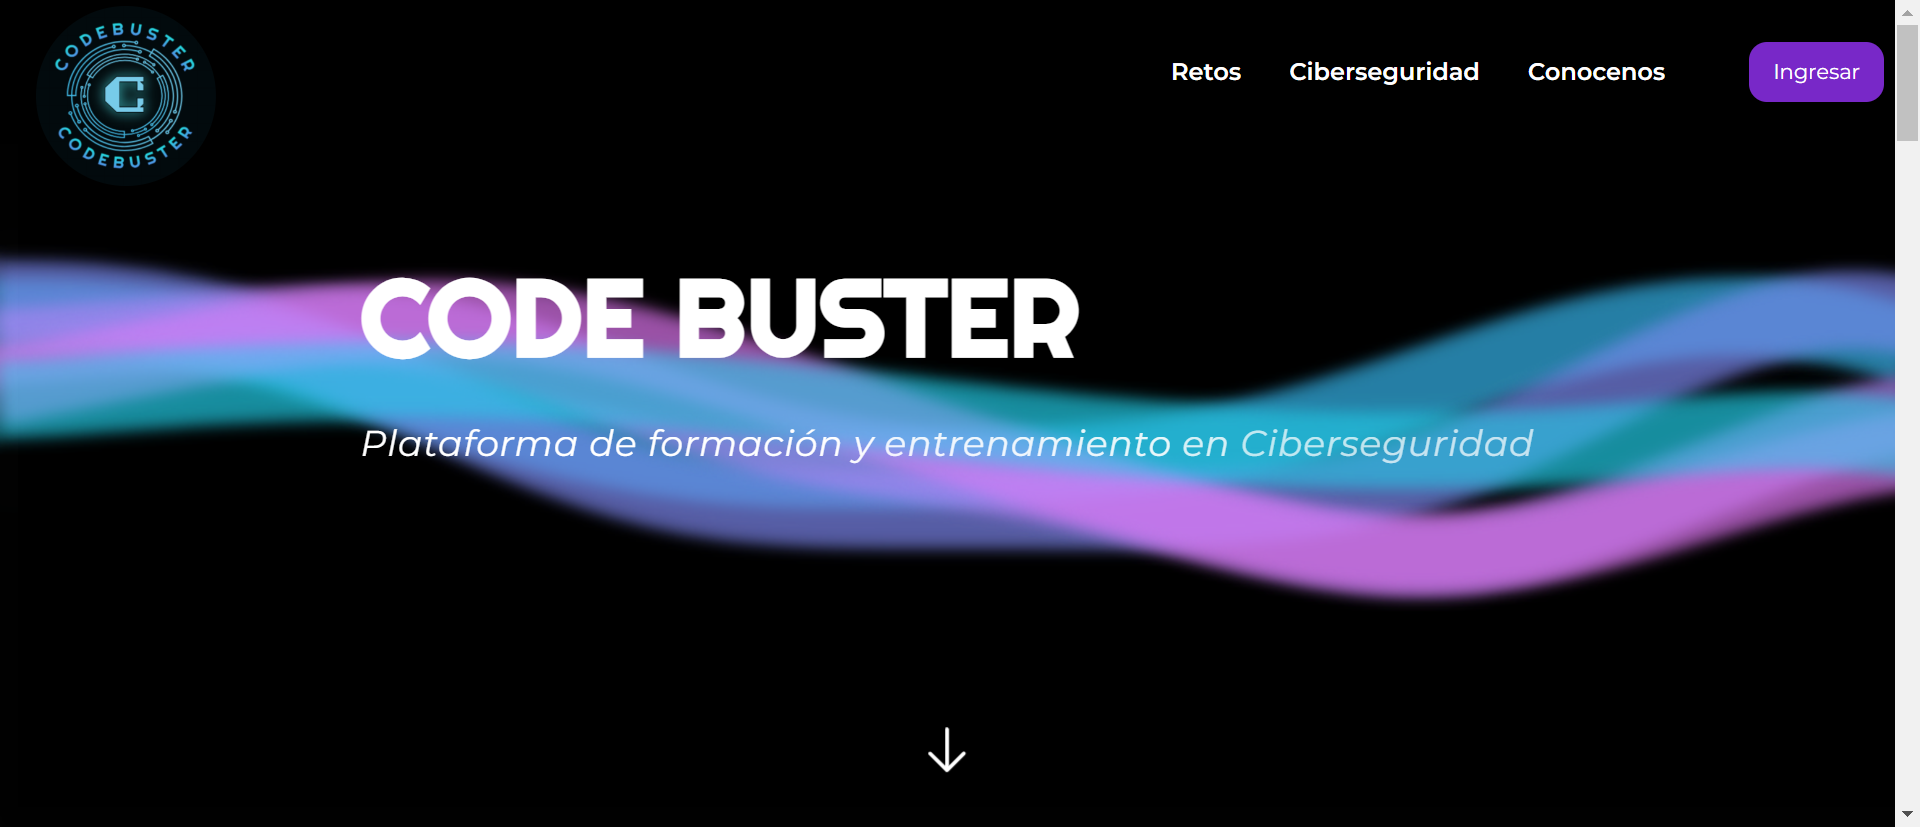 CODEBUSTER
C
CODEBUSTER
Retos Ciberseguridad Conocenos Ingresar
CODE BUSTER
Plataforma de formación y entrenamiento en Ciberseguridad